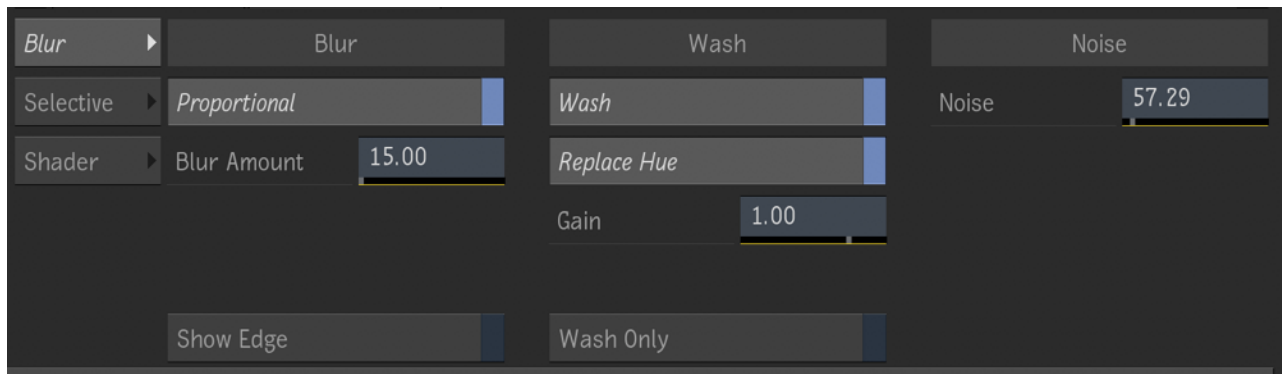 Blur
Blur
Wash
Noise
Selective
Proportional
Wash
Noise
57.29
Shader
Blur Amount
15.00
Replace Hue
Gain
1.00
Show Edge
Wash Only